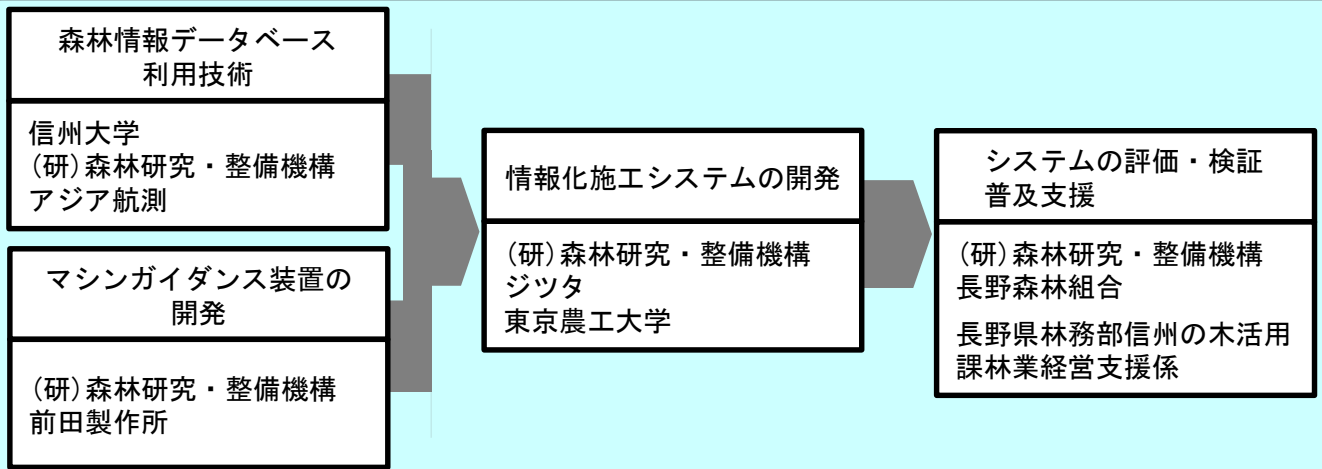 森林情報データベース
利用技術
信州大学
(研)森林研究・整備機構
アジア航測
マシンガイダンス装置の
開発
(研)森林研究・整備機構
前田製作所
情報化施工システムの開発
(研)森林研究・整備機構
ジツタ
東京農工大学
システムの評価・検証
普及支援
(研)森林研究・整備機構
長野森林組合
長野県林務部信州の木活用
課林業経営支援係